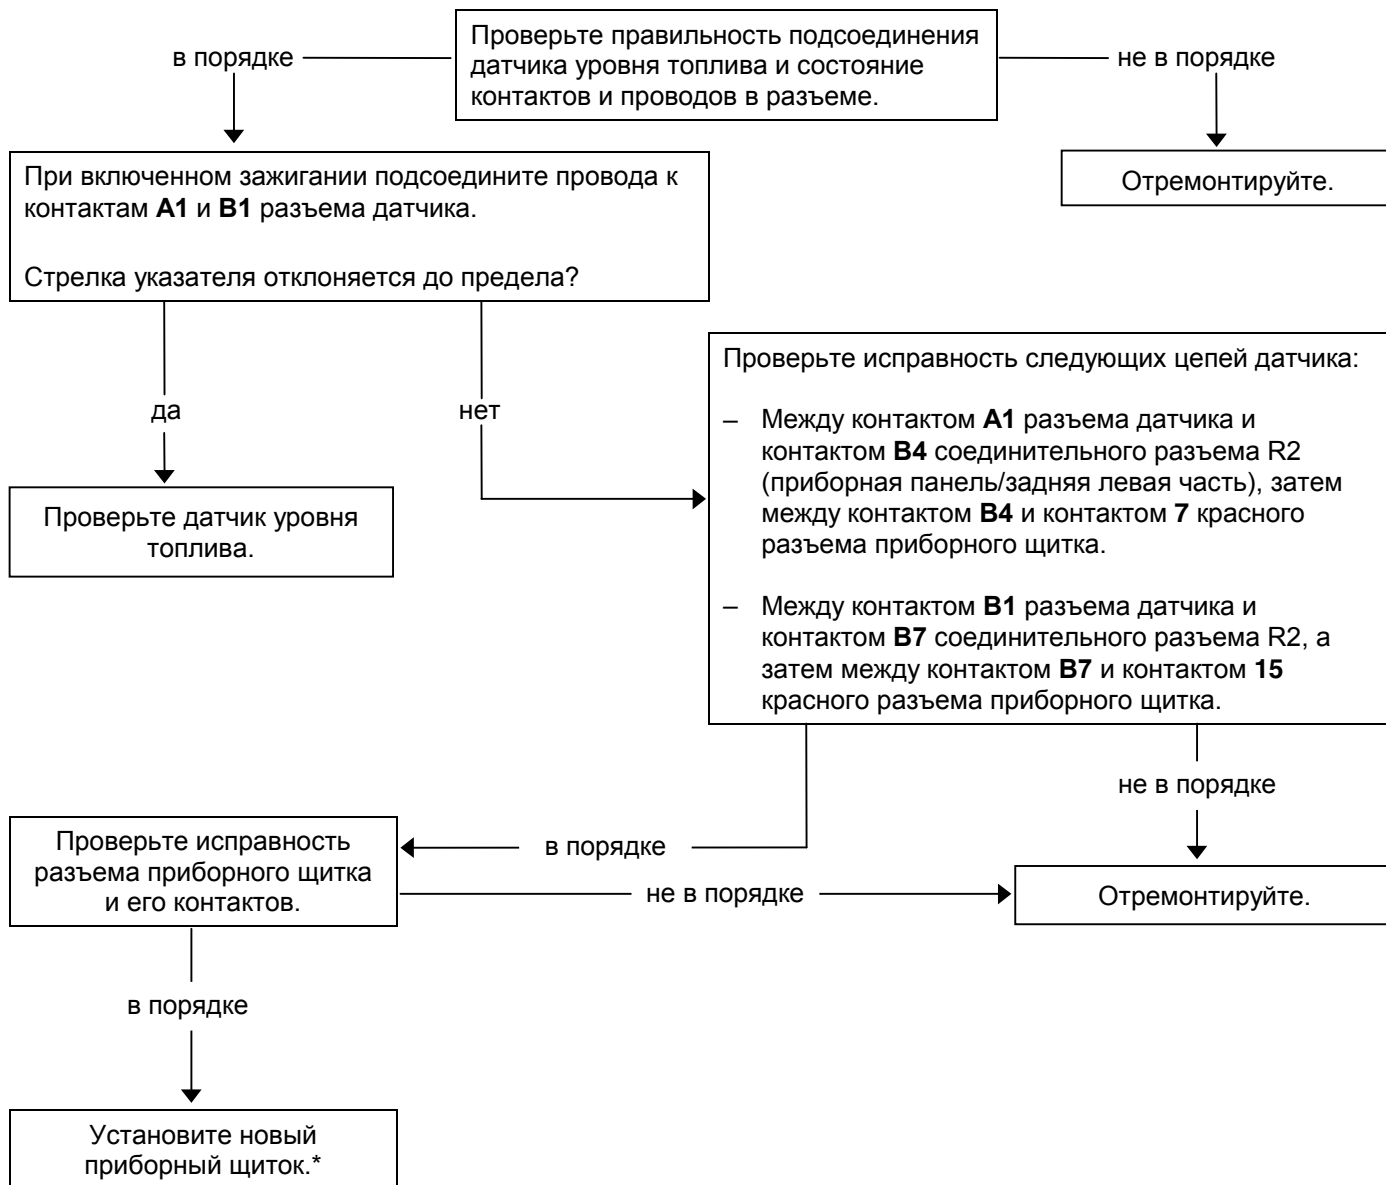 Проверьте правильность подсоединения
датчика уровня топлива и состояние
контактов и проводов в разъеме.
в порядке
не в порядке
Отремонтируйте.
При включенном зажигании подсоедините провода к
контактам A1 и B1 разъема датчика.
Стрелка указателя отклоняется до предела?
да
нет
Проверьте датчик уровня
топлива.
Проверьте исправность следующих цепей датчика:
– Между контактом A1 разъема датчика и
контактом B4 соединительного разъема R2
(приборная панель/задняя левая часть), затем
между контактом B4 и контактом 7 красного
разъема приборного щитка.
– Между контактом B1 разъема датчика и
контактом B7 соединительного разъема R2, а
затем между контактом B7 и контактом 15
красного разъема приборного щитка.
не в порядке
в порядке
Проверьте исправность
разъема приборного щитка
и его контактов.
не в порядке
Отремонтируйте.
в порядке
Установите новый
приборный щиток.*